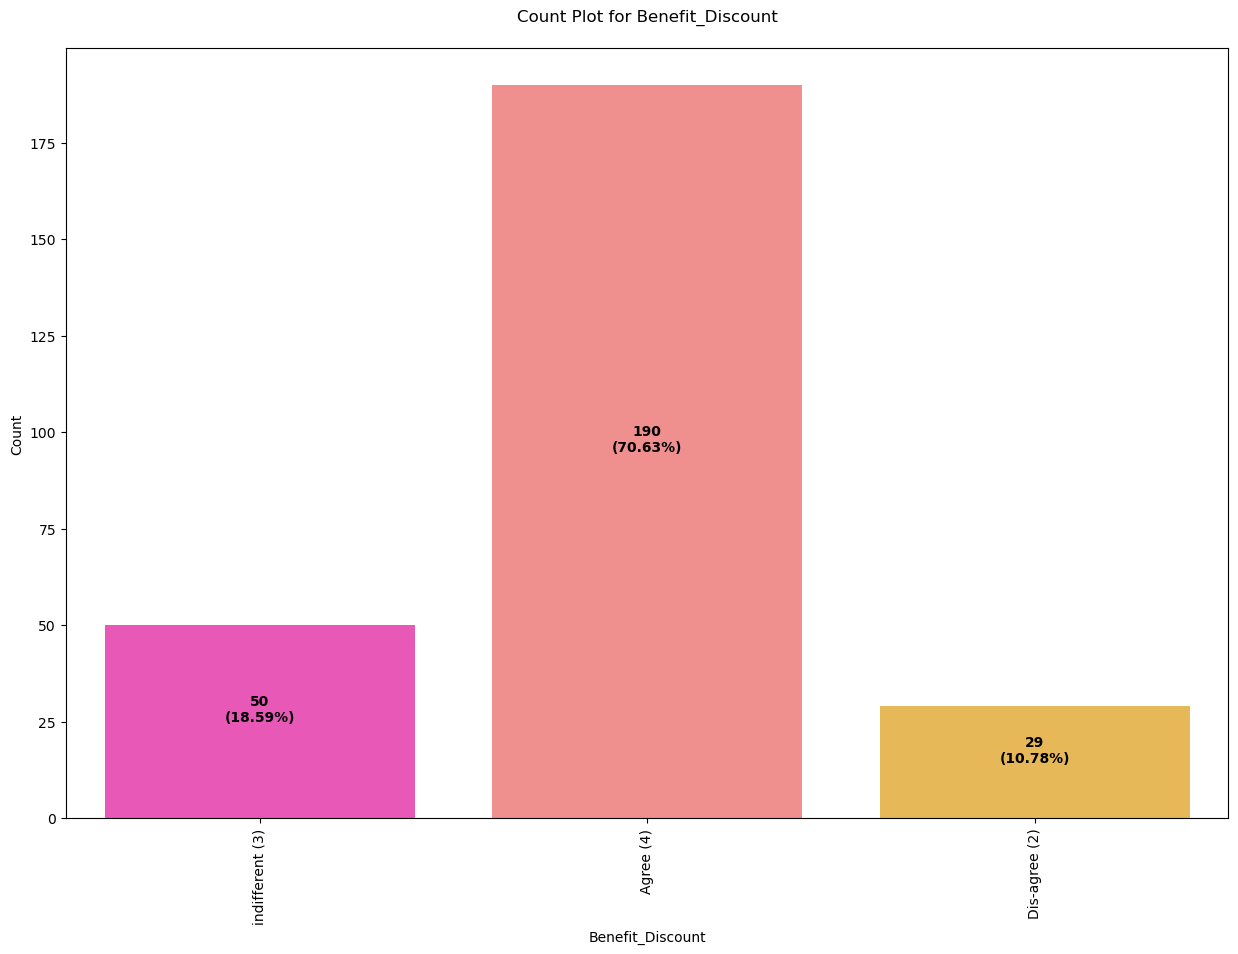 Count Plot for Benefit_Discount
Count
175
150
125
100
75
50
25
0
50
(18.59%)
190
(70.63%)
29
(10.78%)
indifferent (3)
Agree (4)
Dis-agree (2)
Benefit_Discount